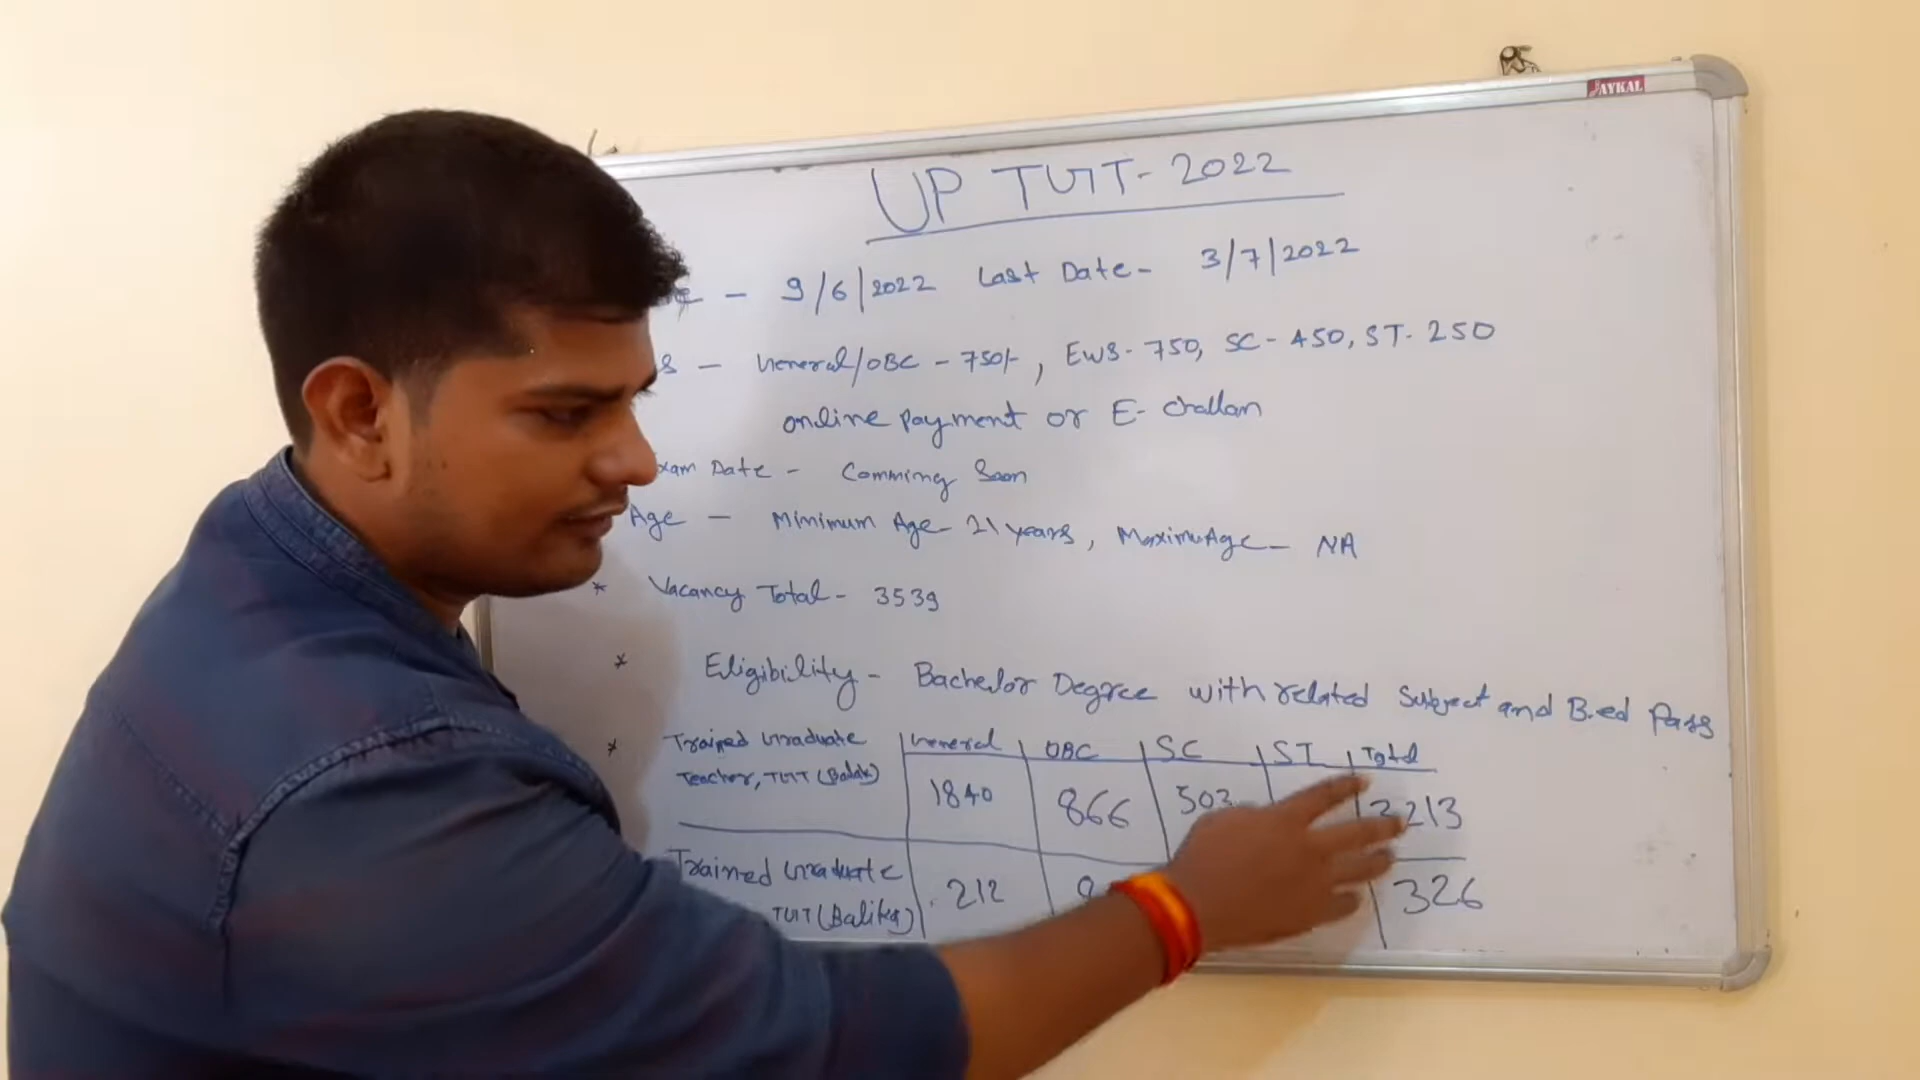 JAYKAL
UP TGT-2022
- 9/6/2022 Last Date- 3/7/2022
- General/OBC - 750/-, EWS- 750, SC- 450, ST- 250
online payment or E- challan
xam Date - Comming Soon
Age - Minimum Age- 21 years, MaximuAge- NA
* Vacancy Total- 3539
* Eligibility - Bachelor Degree with related Subject and B.ed Pass
* Trained Graduate | General | OBC | SC | ST | Total
Teacher, TGT (Balak) 1840 866 3213
Trained Graduate 212 326
TGT (Balika)